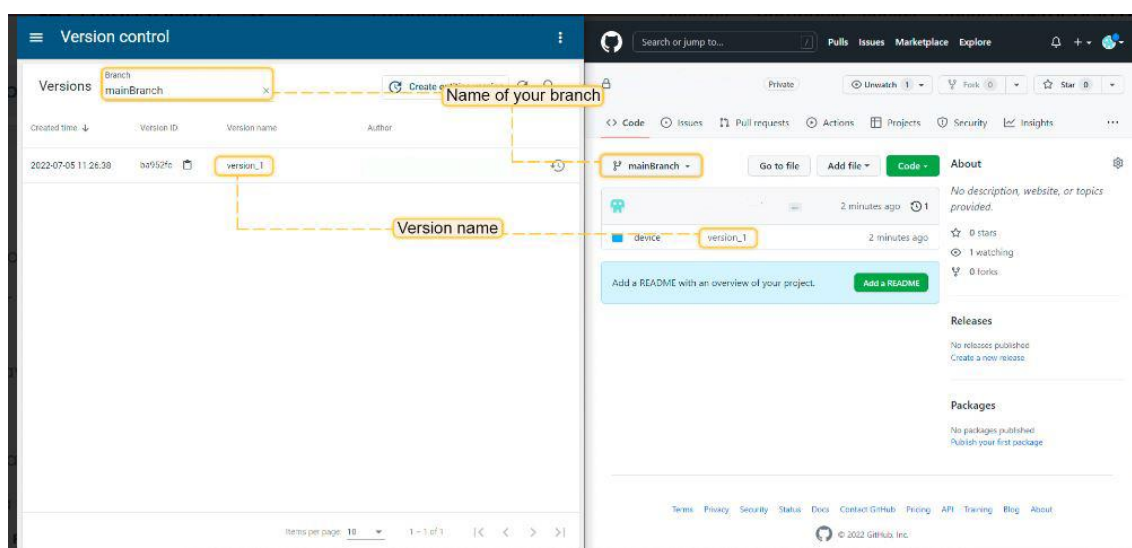 Version control
Versions
Branch
mainBranch
Name of your branch
Created time
Version ID
Version name
Author
2022-07-05 11:26:38
ba952fc
version_1
Version name
Items per page: 10
1 – 1 of 1
Search or jump to...
/
Pulls Issues Marketplace Explore
Private
Unwatch 1
Fork 0
Star 0
<> Code Issues Pull requests Actions Projects Security Insights
mainBranch
Go to file
Add file
Code
2 minutes ago 1
device version_1 2 minutes ago
Add a README with an overview of your project.
Add a README
About
No description, website, or topics
provided.
0 stars
1 watching
0 forks
Releases
No releases published
Create a new release
Packages
No packages published
Publish your first package
Terms Privacy Security Status Docs Contact GitHub Pricing API Training Blog About
© 2022 GitHub, Inc.